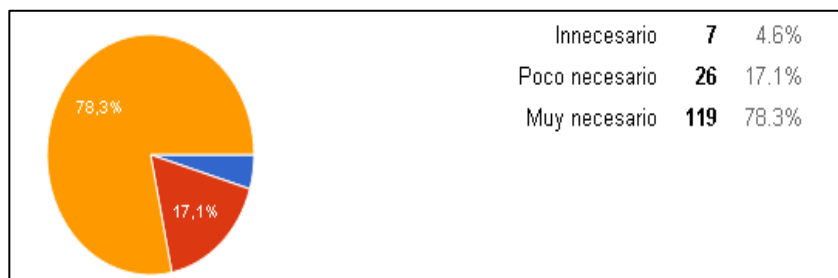 Innecesario 7 4.6%
Poco necesario 26 17.1%
Muy necesario 119 78.3%
78,3%
17,1%